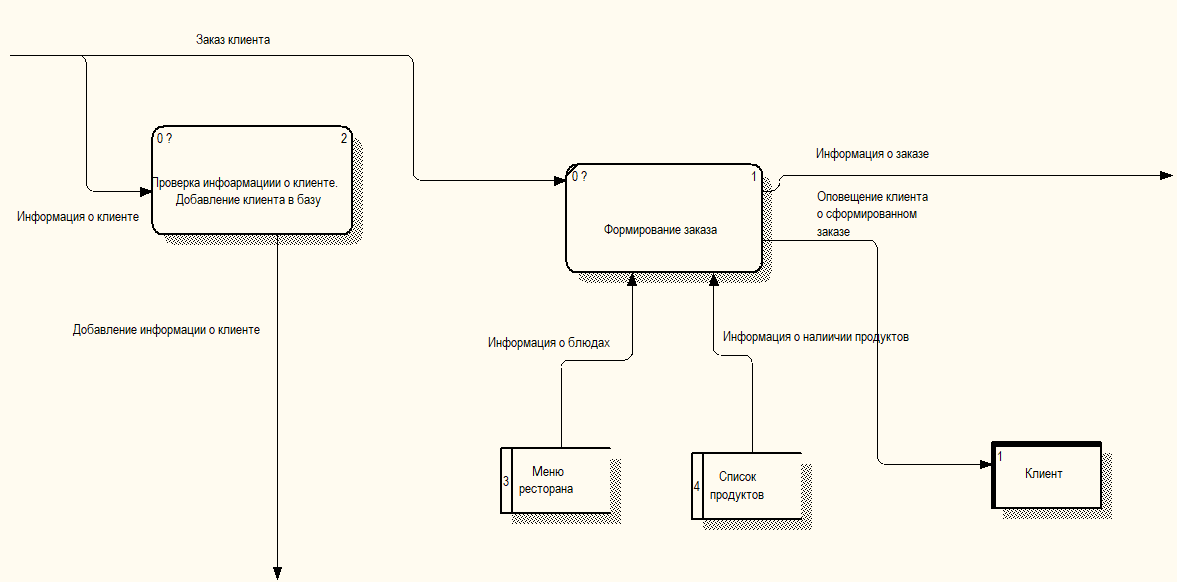 Заказ клиента
0 ?
2
Проверка инфоармациии о клиенте.
Добавление клиента в базу
Информация о клиенте
Добавление информации о клиенте
0 ?
1
Формирование заказа
Информация о заказе
Оповещение клиента
о сформированном
заказе
Информация о блюдах
Информация о налиичии продуктов
3
Меню
ресторана
4
Список
продуктов
1
Клиент